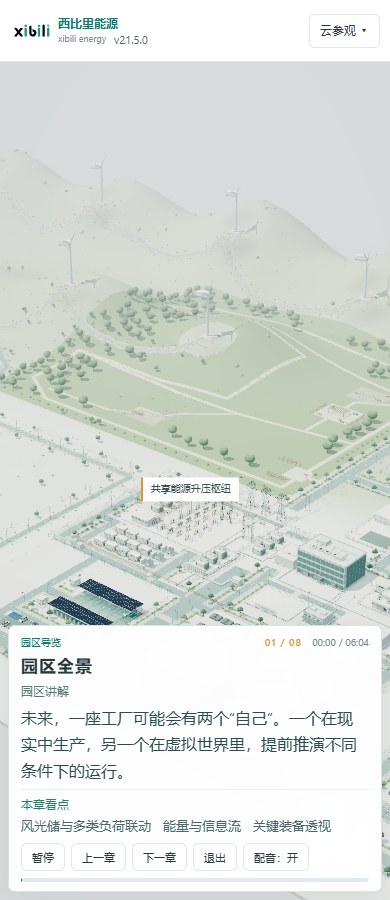 xibili
西比里能源
xibili energy v21.5.0
云参观
共享能源升压枢纽
园区导览 01 / 08 00:00 / 06:04
园区全景
园区讲解
未来，一座工厂可能会有两个“自己”。一个在现
实中生产，另一个在虚拟世界里，提前推演不同
条件下的运行。
本章看点
风光储与多类负荷联动 能量与信息流 关键装备透视
暂停 上一章 下一章 退出 配音：开